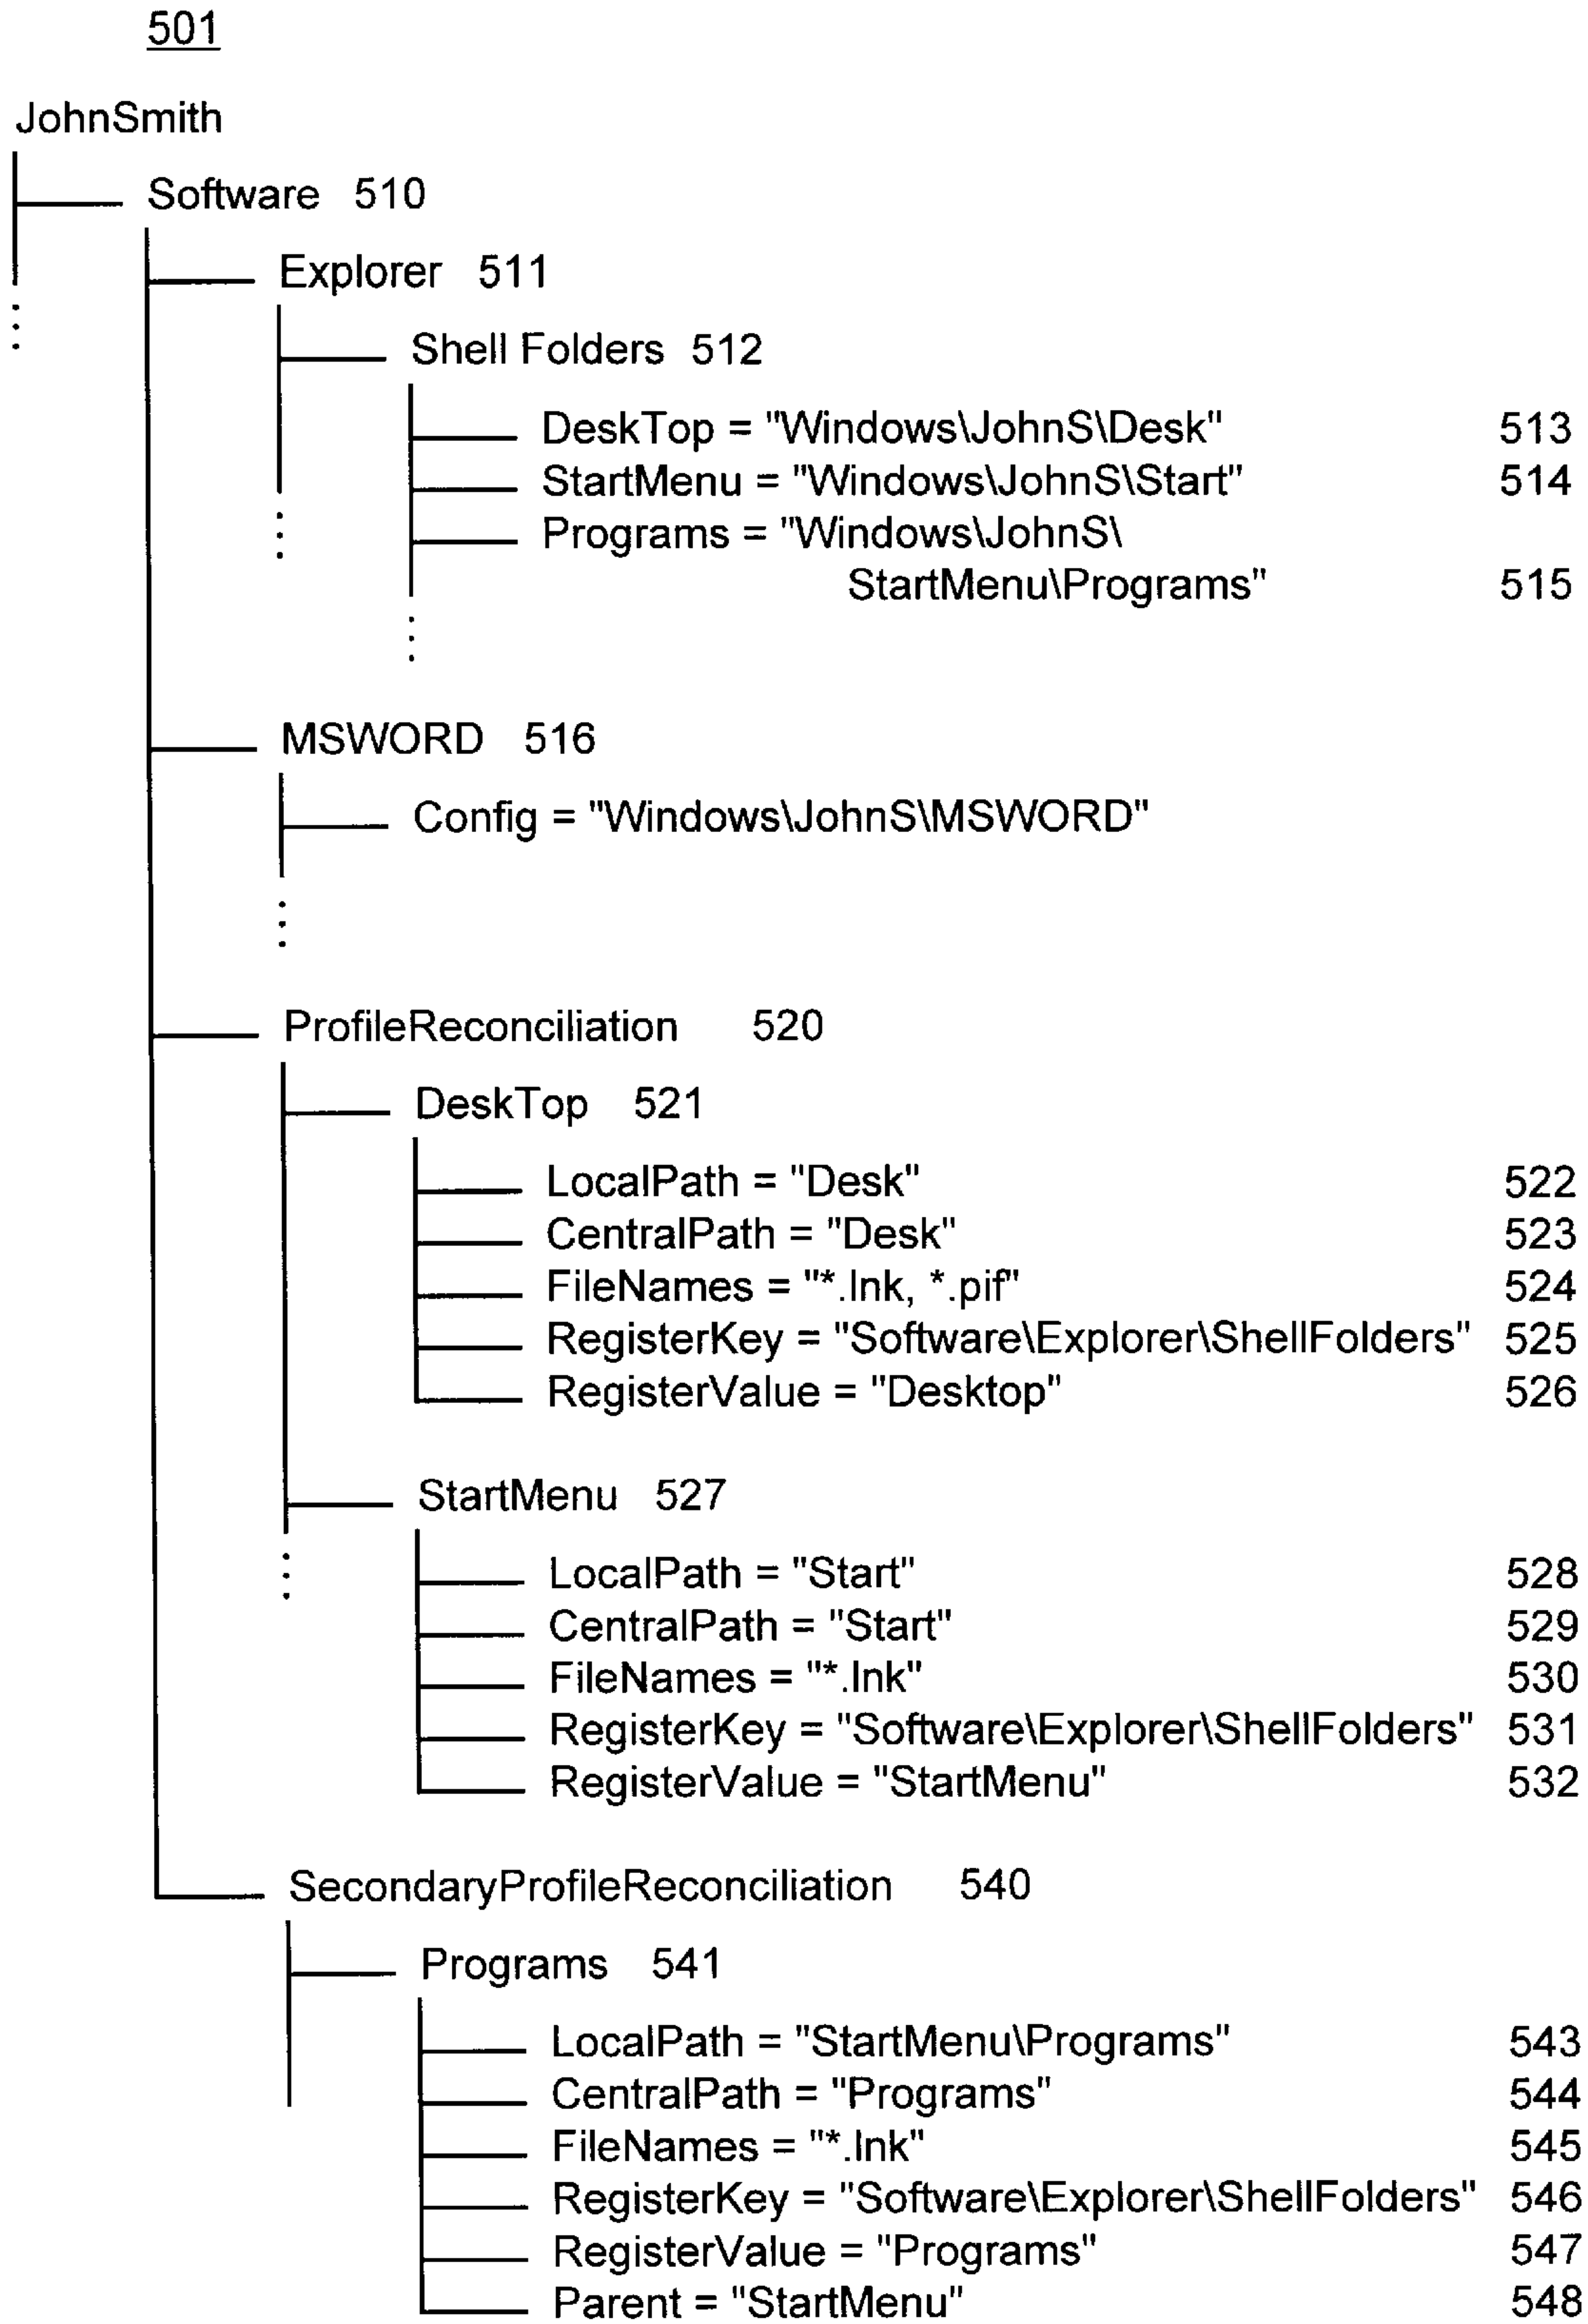 501
JohnSmith
Software 510
Explorer 511
Shell Folders 512
DeskTop = "Windows\JohnS\Desk" 513
StartMenu = "Windows\JohnS\Start" 514
Programs = "Windows\JohnS\
StartMenu\Programs" 515
MSWORD 516
Config = "Windows\JohnS\MSWORD"
ProfileReconciliation 520
DeskTop 521
LocalPath = "Desk" 522
CentralPath = "Desk" 523
FileNames = "*.lnk, *.pif" 524
RegisterKey = "Software\Explorer\ShellFolders" 525
RegisterValue = "Desktop" 526
StartMenu 527
LocalPath = "Start" 528
CentralPath = "Start" 529
FileNames = "*.lnk" 530
RegisterKey = "Software\Explorer\ShellFolders" 531
RegisterValue = "StartMenu" 532
SecondaryProfileReconciliation 540
Programs 541
LocalPath = "StartMenu\Programs" 543
CentralPath = "Programs" 544
FileNames = "*.lnk" 545
RegisterKey = "Software\Explorer\ShellFolders" 546
RegisterValue = "Programs" 547
Parent = "StartMenu" 548